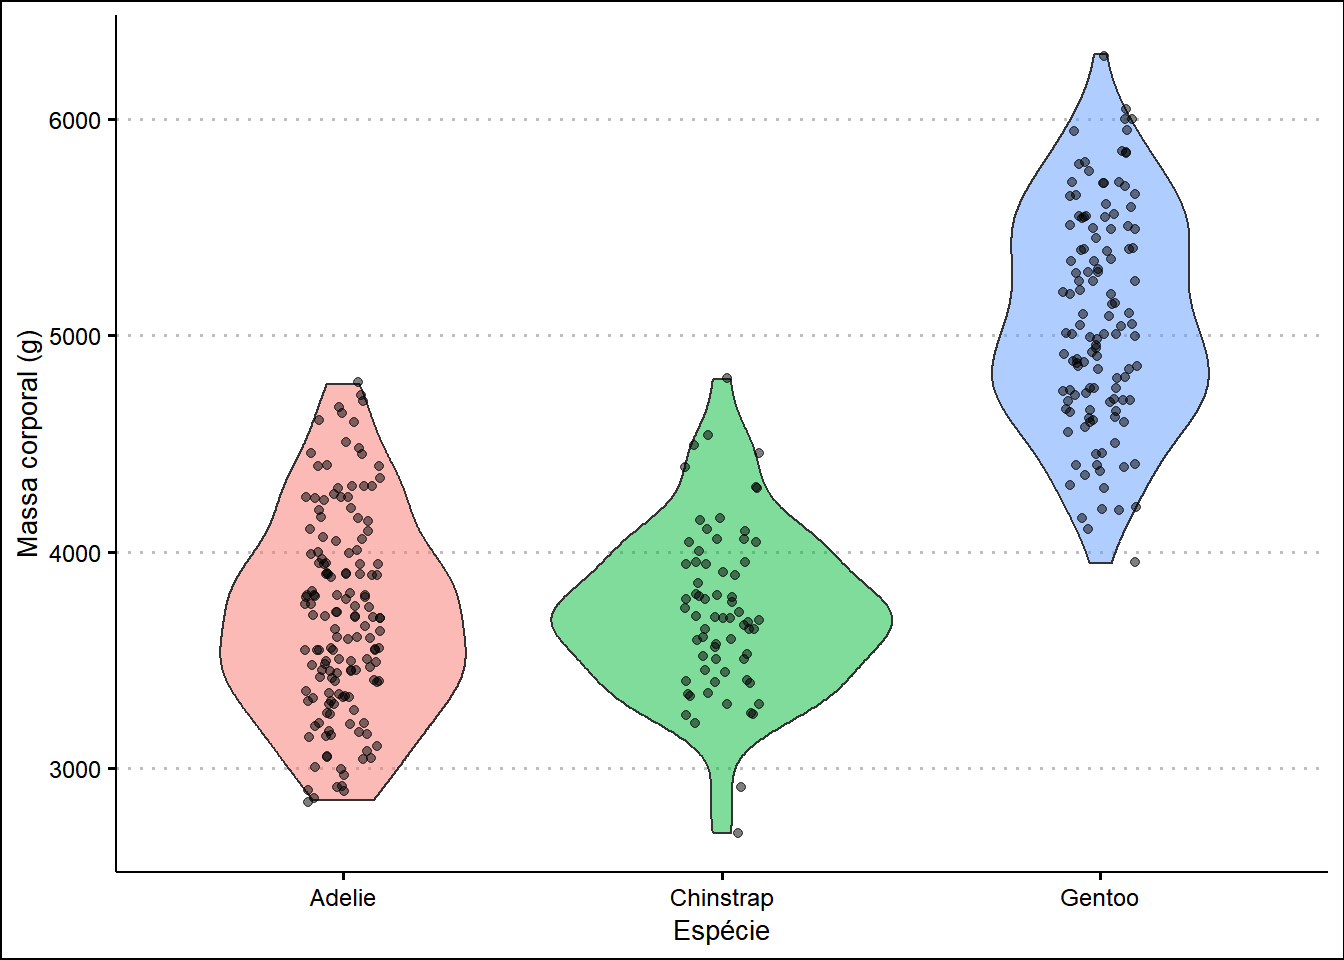 Massa corporal (g)
6000
5000
4000
3000
Adelie
Chinstrap
Gentoo
Espécie